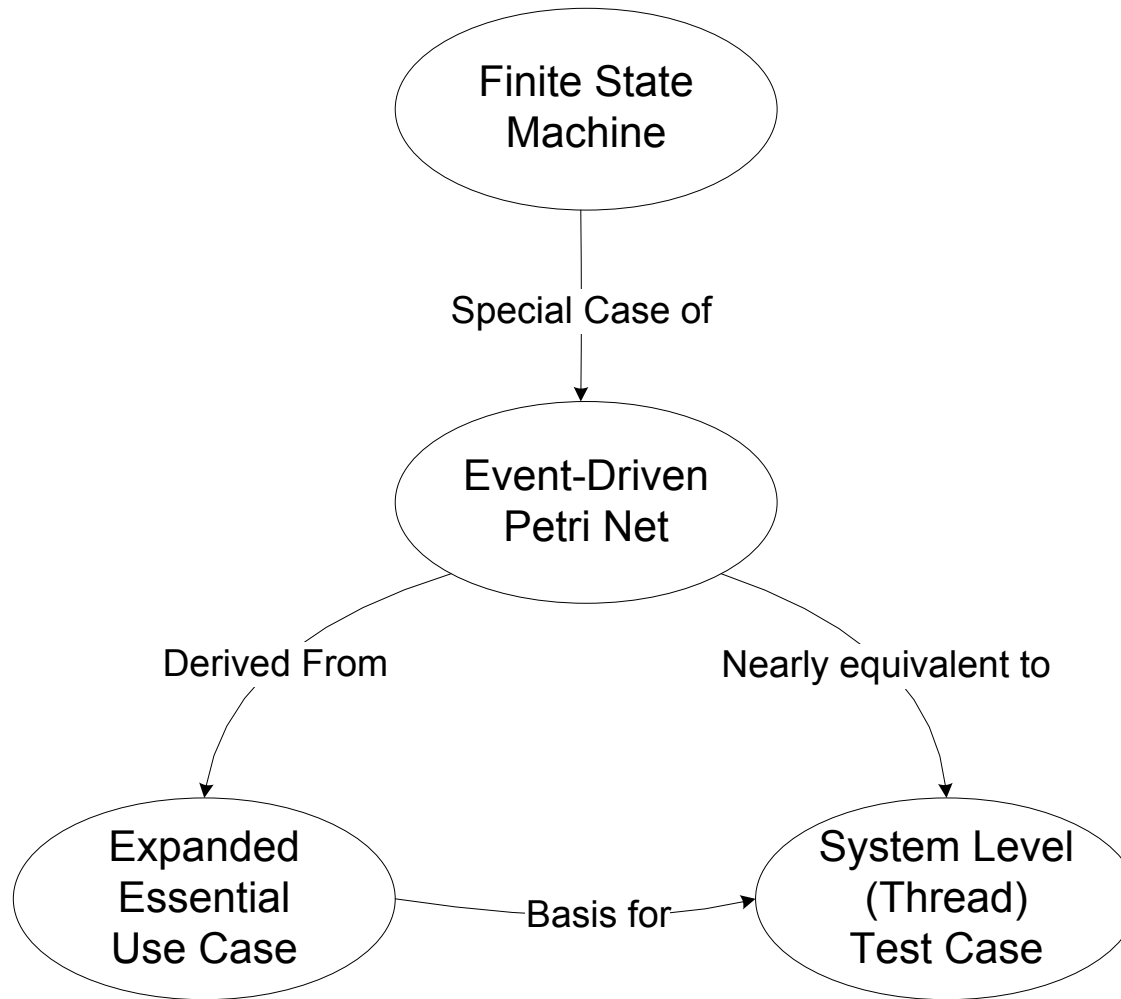 Finite State
Machine
Special Case of
Event-Driven
Petri Net
Derived From
Nearly equivalent to
Expanded
Essential
Use Case
Basis for
System Level
(Thread)
Test Case